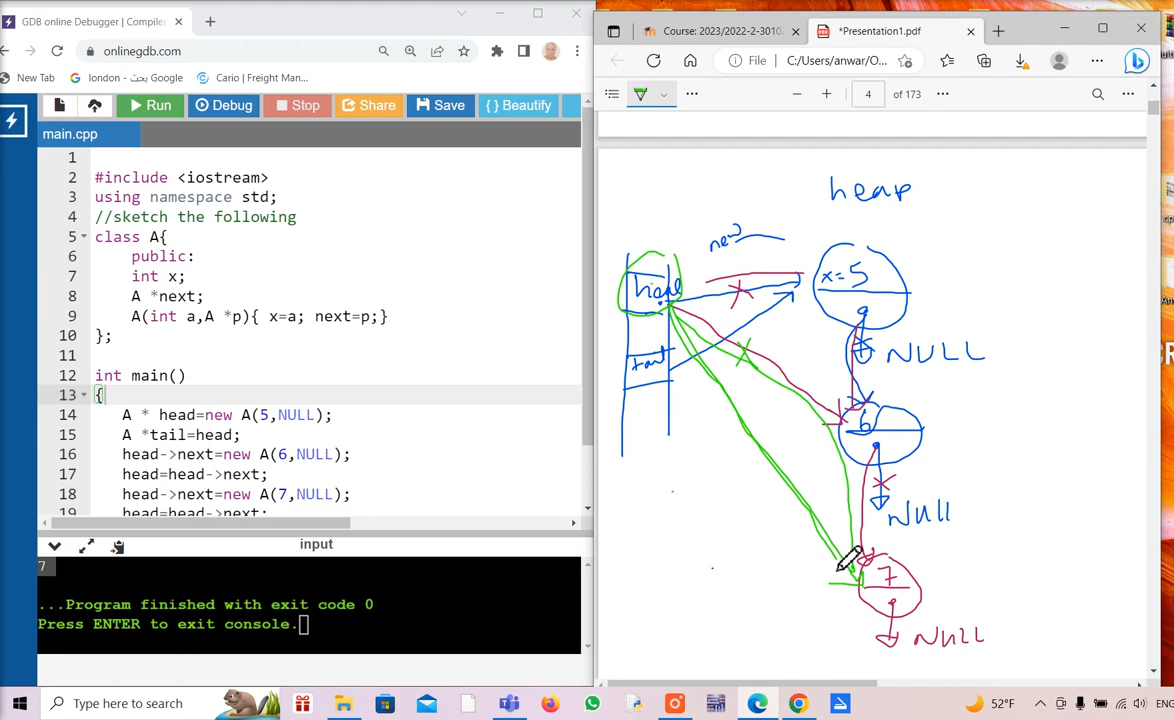 GDB online Debugger | Compiler
Course: 2023/2022-2-3010
*Presentation1.pdf
onlinegdb.com
File
C:/Users/anwar/O...
New Tab
london - بحث Google
Cario | Freight Man...
Run
Debug
Stop
Share
Save
{ } Beautify
4 of 173
main.cpp
1
2 #include <iostream>
3 using namespace std;
4 //sketch the following
5 class A{
6 public:
7 int x;
8 A *next;
9 A(int a,A *p){ x=a; next=p;}
10 };
11
12 int main()
13 {
14 A * head=new A(5,NULL);
15 A *tail=head;
16 head->next=new A(6,NULL);
17 head=head->next;
18 head->next=new A(7,NULL);
19 head=head->next;
input
7
...Program finished with exit code 0
Press ENTER to exit console.
heap
new
head
x=5
tail
NULL
6
NULL
7
NULL
Type here to search
52°F